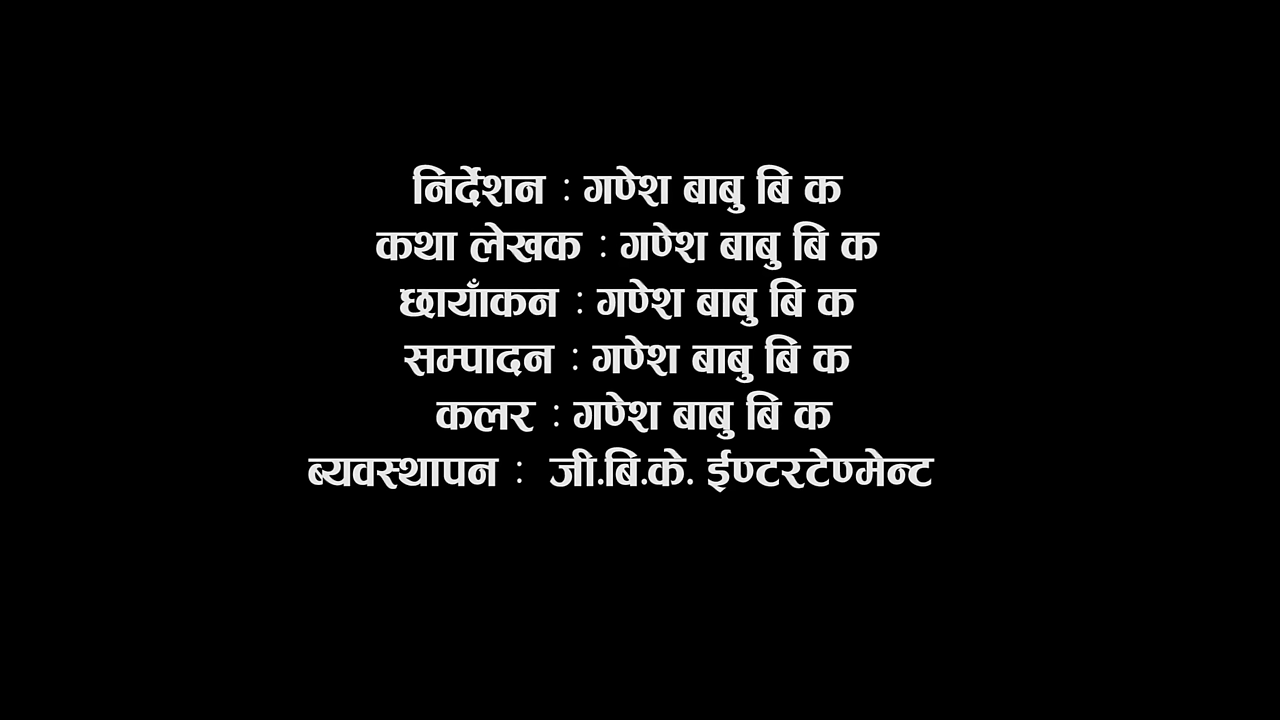 निर्देशन : गणेश बाबु बि क
कथा लेखक : गणेश बाबु बि क
छायाँकन : गणेश बाबु बि क
सम्पादन : गणेश बाबु बि क
कलर : गणेश बाबु बि क
ब्यवस्थापन : जी.बि.के. ईण्टरटेण्मेन्ट